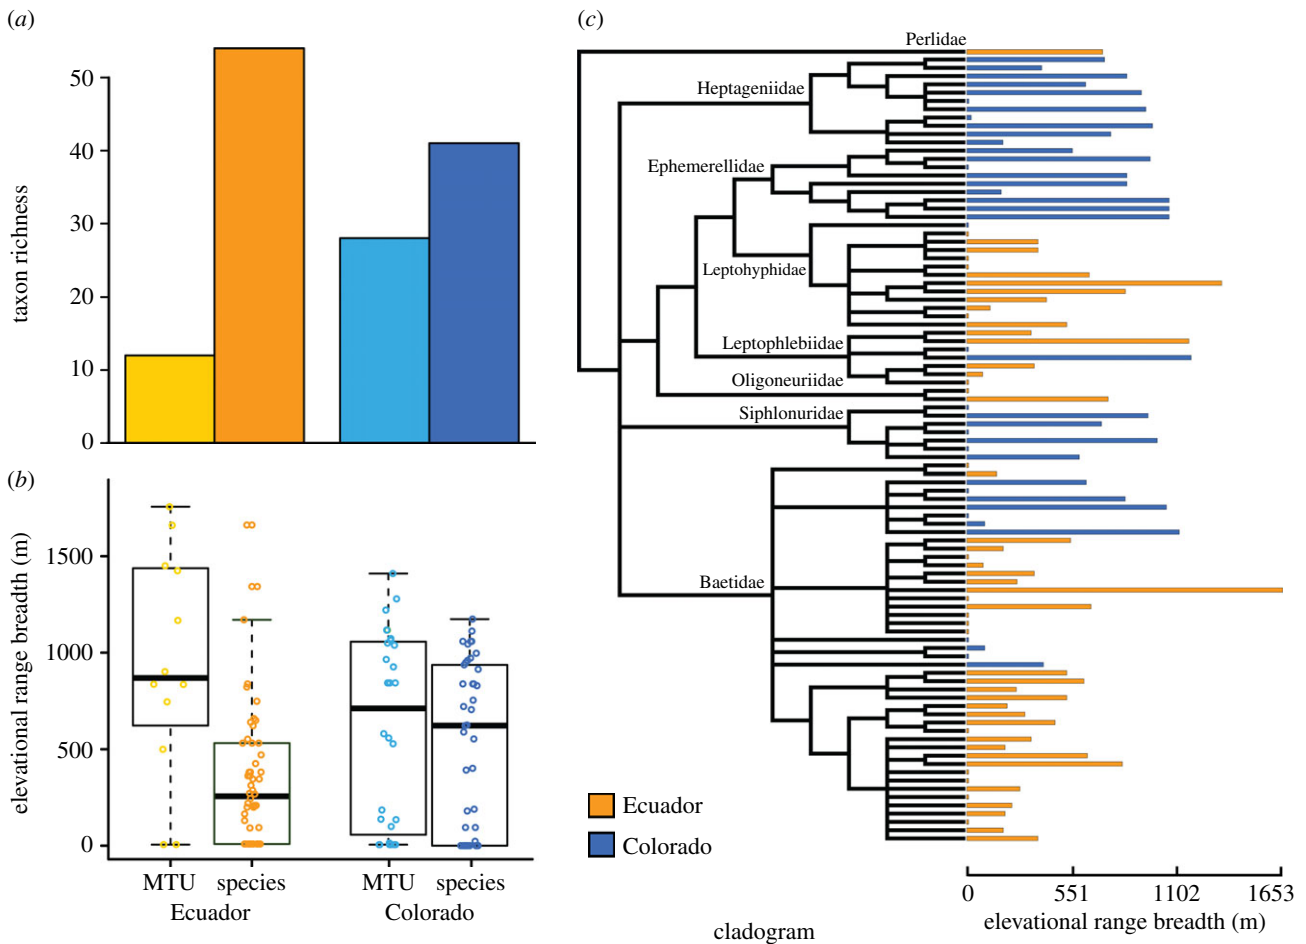 (a)
50
40
30
20
10
0
taxon richness
(b)
1500
1000
500
0
elevational range breadth (m)
MTU species MTU species
Ecuador Colorado
(c)
Perlidae
Heptageniidae
Ephemerellidae
Leptohyphidae
Leptophlebiidae
Oligoneuriidae
Siphlonuridae
Baetidae
Ecuador
Colorado
0 551 1102 1653
elevational range breadth (m)
cladogram